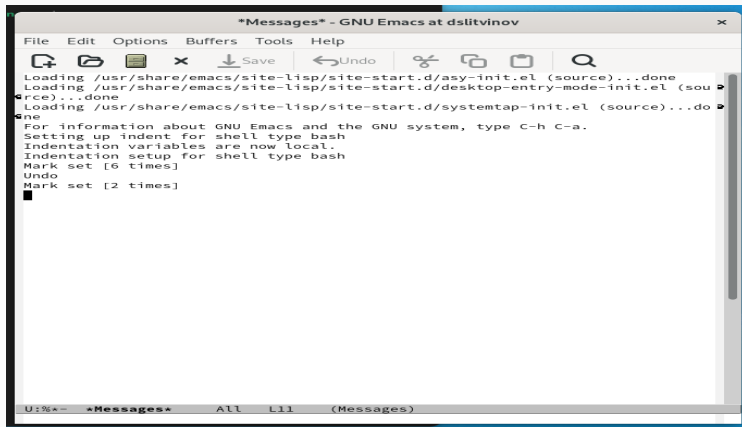 *Messages* - GNU Emacs at dslitvinov
File Edit Options Buffers Tools Help
Save Undo
Loading /usr/share/emacs/site-lisp/site-start.d/asy-init.el (source)...done
Loading /usr/share/emacs/site-lisp/site-start.d/desktop-entry-mode-init.el (sou
rce)...done
Loading /usr/share/emacs/site-lisp/site-start.d/systemtap-init.el (source)...do
ne
For information about GNU Emacs and the GNU system, type C-h C-a.
Setting up indent for shell type bash
Indentation variables are now local.
Indentation setup for shell type bash
Mark set [6 times]
Undo
Mark set [2 times]
U:%*- *Messages* All L11 (Messages)